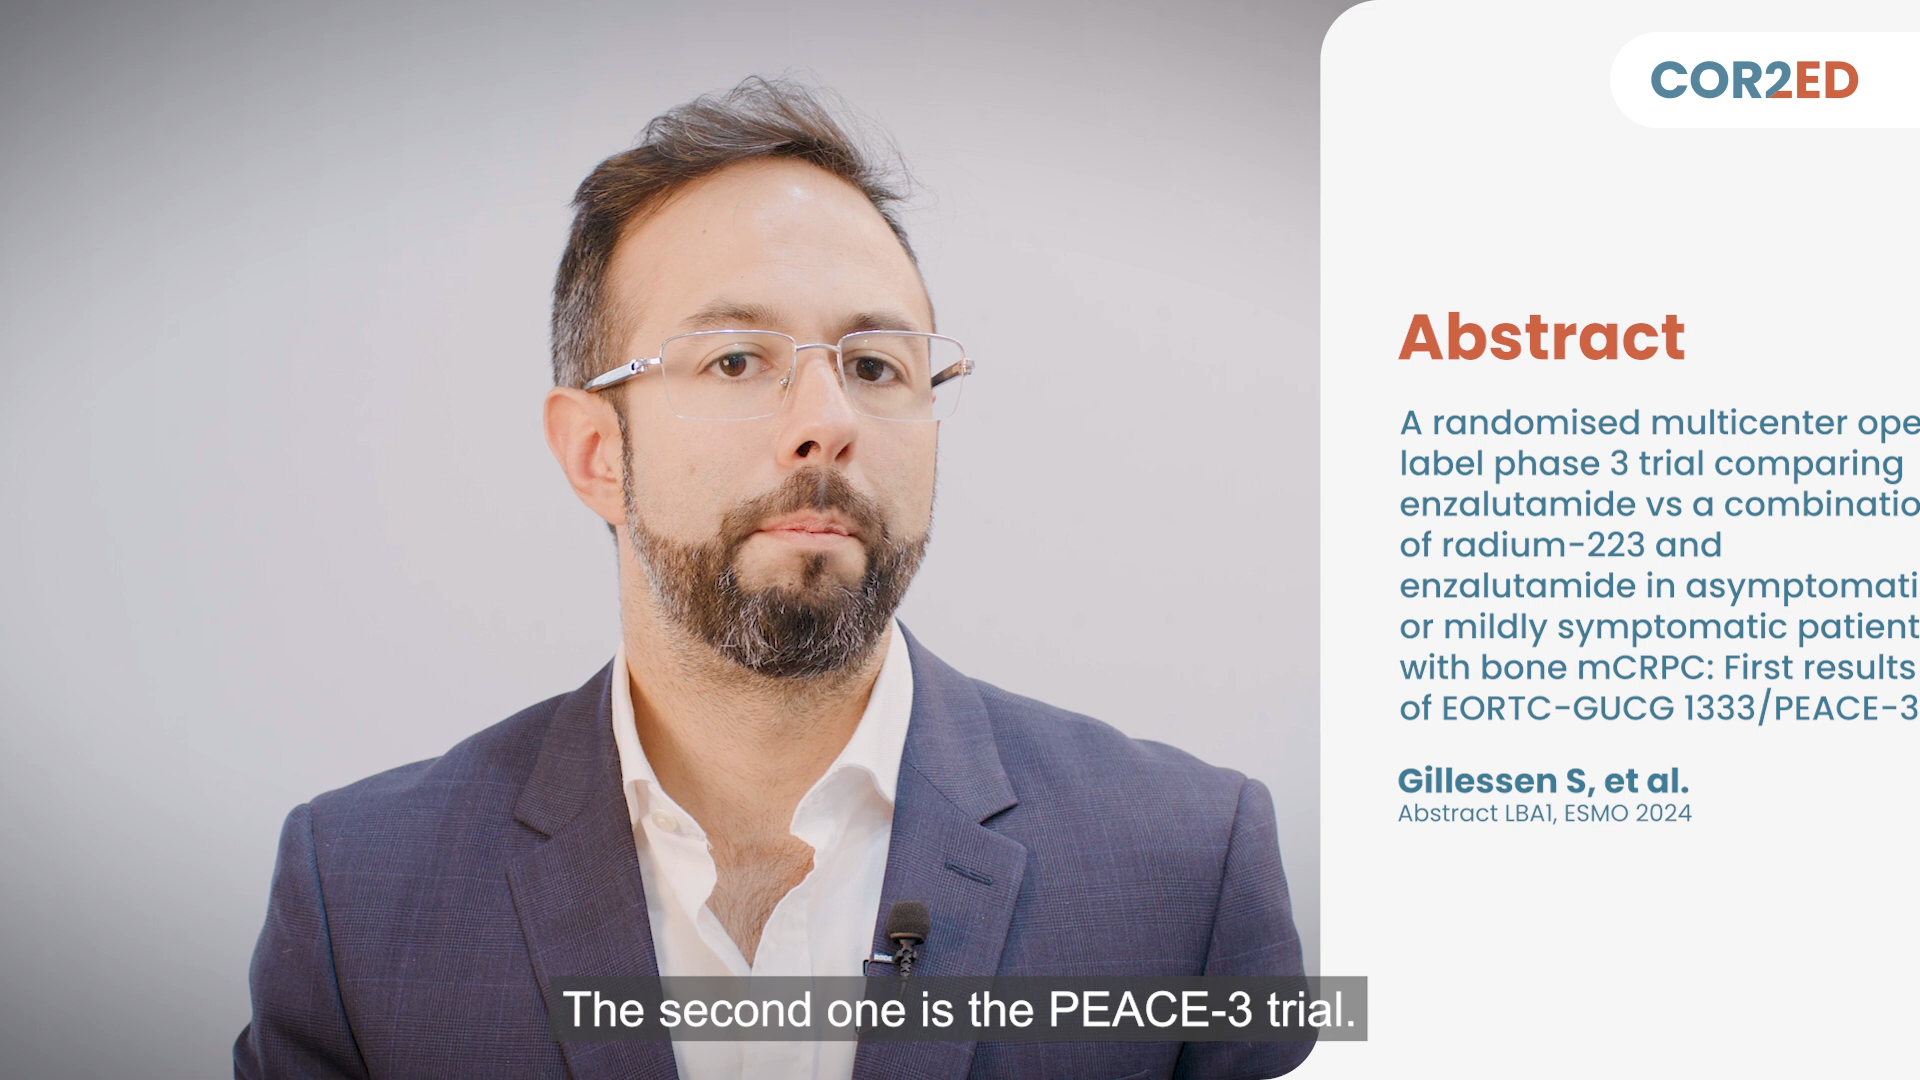 COR2ED
Abstract
A randomised multicenter ope
label phase 3 trial comparing
enzalutamide vs a combinatio
of radium-223 and
enzalutamide in asymptomati
or mildly symptomatic patient
with bone mCRPC: First results
of EORTC-GUCG 1333/PEACE-3
Gillessen S, et al.
Abstract LBA1, ESMO 2024
The second one is the PEACE-3 trial.